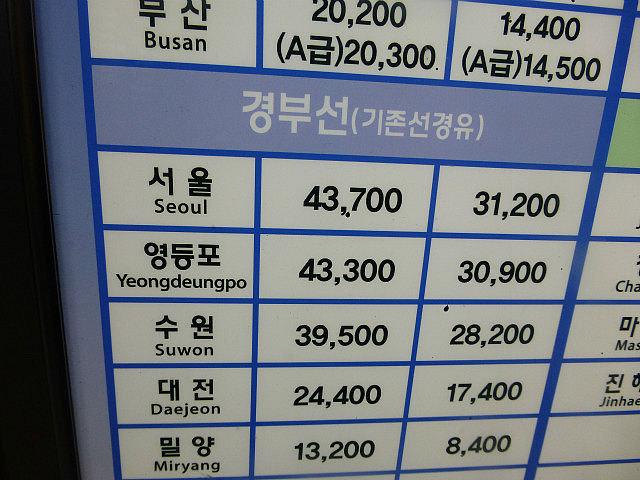 부산 20,200 14,400
Busan (A급)20,300 (A급)14,500
경부선(기존선경유)
서울 43,700 31,200
Seoul
영등포 43,300 30,900
Yeongdeungpo
Cha
수원 39,500 28,200 마
Suwon Mas
대전 24,400 17,400 진해
Daejeon Jinhae
밀양 13,200 8,400
Miryang